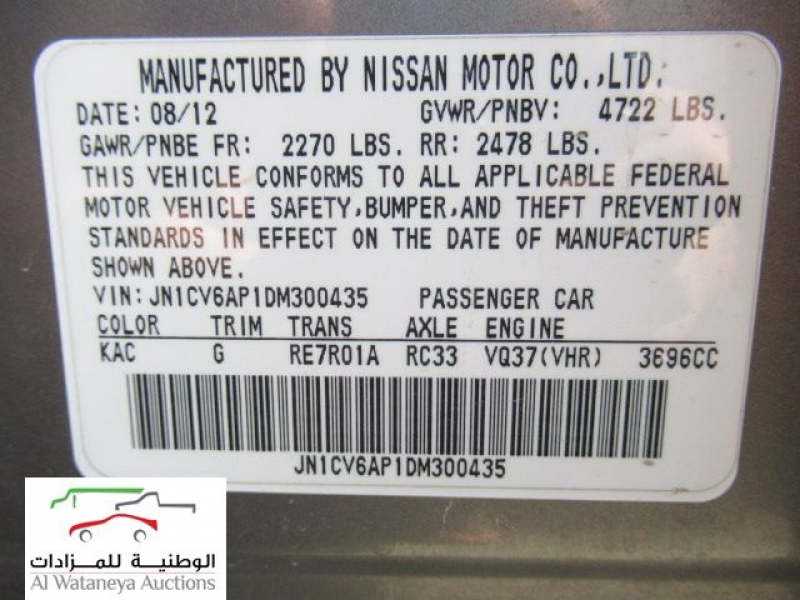 MANUFACTURED BY NISSAN MOTOR CO.,LTD.
DATE: 08/12 GVWR/PNBV: 4722 LBS.
GAWR/PNBE FR: 2270 LBS. RR: 2478 LBS.
THIS VEHICLE CONFORMS TO ALL APPLICABLE FEDERAL
MOTOR VEHICLE SAFETY,BUMPER,AND THEFT PREVENTION
STANDARDS IN EFFECT ON THE DATE OF MANUFACTURE
SHOWN ABOVE.
VIN: JN1CV6AP1DM300435 PASSENGER CAR
COLOR TRIM TRANS AXLE ENGINE
KAC G RE7R01A RC33 VQ37(VHR) 3696CC
JN1CV6AP1DM300435
الوطنية للمزادات
Al Wataneya Auctions